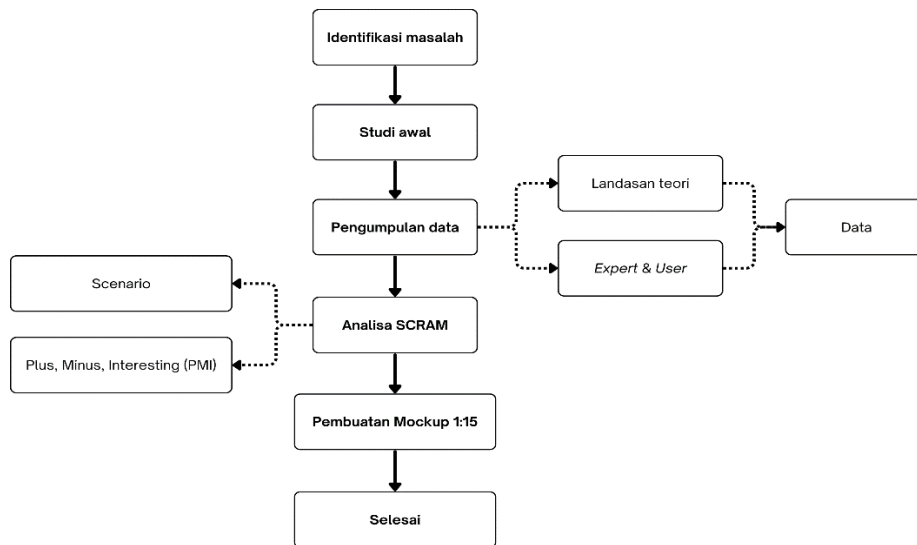 Identifikasi masalah
Studi awal
Pengumpulan data
Landasan teori
Expert & User
Data
Analisa SCRAM
Scenario
Plus, Minus, Interesting (PMI)
Pembuatan Mockup 1:15
Selesai